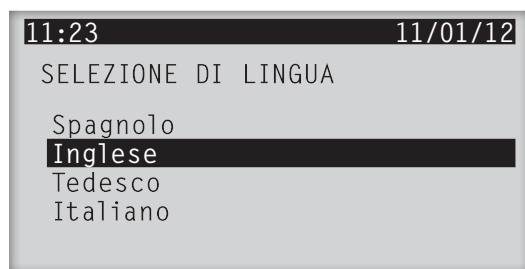 11:23 11/01/12
SELEZIONE DI LINGUA
Spagnolo
Inglese
Tedesco
Italiano